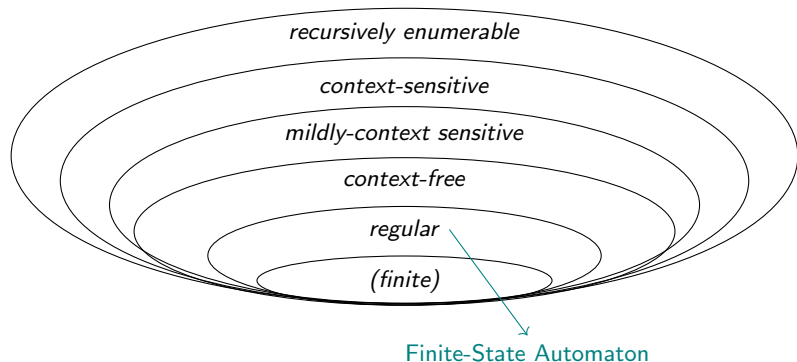 recursively enumerable
context-sensitive
mildly-context sensitive
context-free
regular
(finite)
Finite-State Automaton